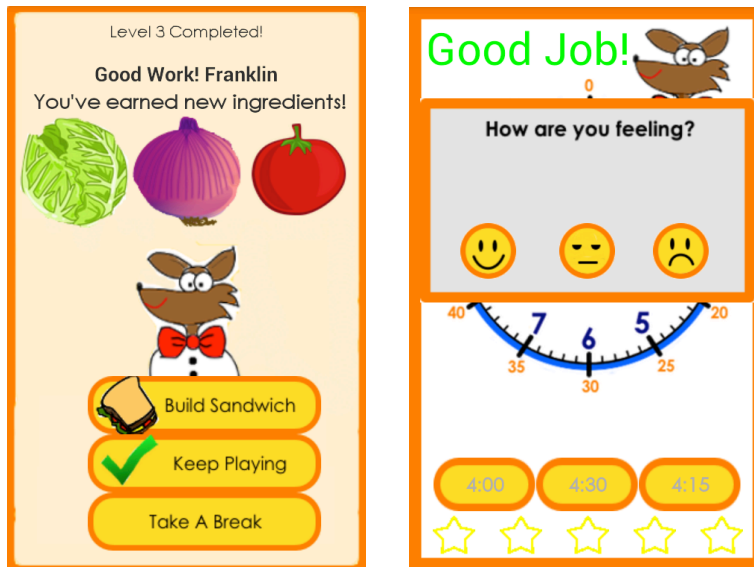 Level 3 Completed!
Good Work! Franklin
You've earned new ingredients!
Build Sandwich
Keep Playing
Take A Break
Good Job!
0
How are you feeling?
40
20
7
5
6
35
25
30
4:00
4:30
4:15